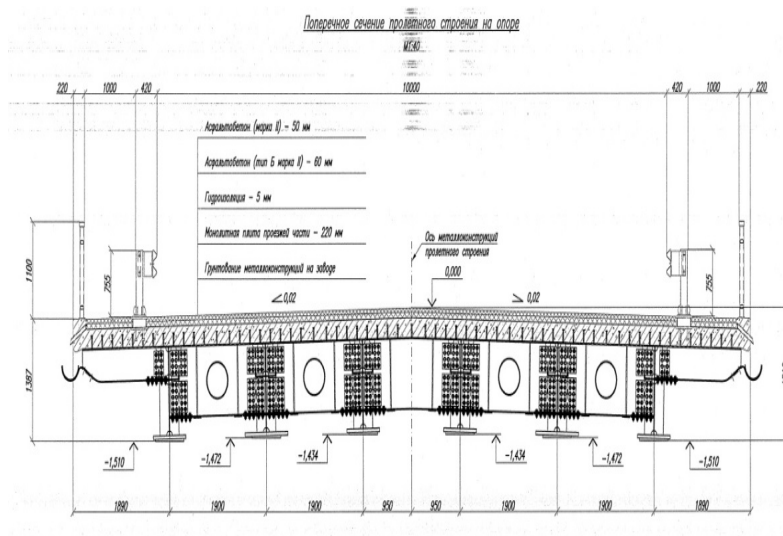 Поперечное сечение пролетного строения на опоре
М1:40
220 1000 420 10000 420 1000 220
Асфальтобетон (марка II) – 50 мм
Асфальтобетон (тип Б марка II) – 60 мм
Гидроизоляция – 5 мм
Монолитная плита проезжей части – 220 мм
Грунтование металлоконструкций на заводе
Ось металлоконструкций
пролетного строения
0,000
1100
755
755
0,02
0,02
1367
-1,510
-1,472
-1,434
-1,434
-1,472
-1,510
1890 1900 1900 950 950 1900 1900 1890